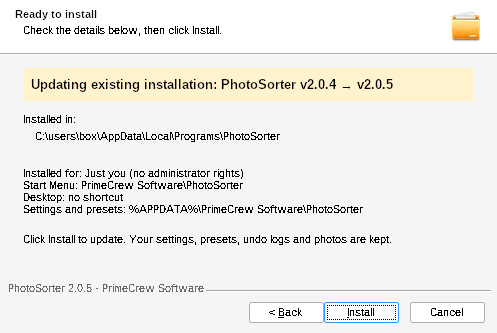 Ready to install
Check the details below, then click Install.
Updating existing installation: PhotoSorter v2.0.4 → v2.0.5
Installed in:
C:\users\box\AppData\Local\Programs\PhotoSorter
Installed for: Just you (no administrator rights)
Start Menu: PrimeCrew Software\PhotoSorter
Desktop: no shortcut
Settings and presets: %APPDATA%\PrimeCrew Software\PhotoSorter
Click Install to update. Your settings, presets, undo logs and photos are kept.
PhotoSorter 2.0.5 - PrimeCrew Software
< Back Install Cancel